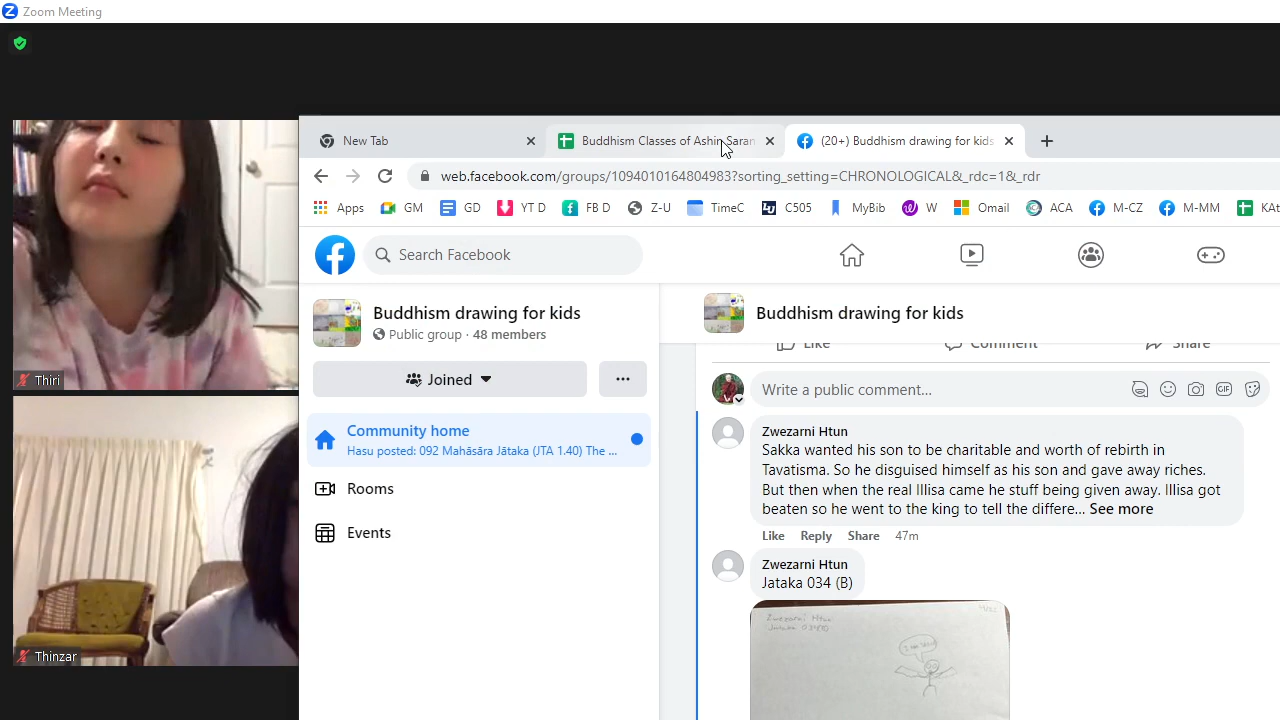 Zoom Meeting
New Tab
Buddhism Classes of Ashin Saran
(20+) Buddhism drawing for kids
web.facebook.com/groups/1094010164804983?sorting_setting=CHRONOLOGICAL&_rdc=1&_rdr
Apps GM GD YT D FB D Z-U TimeC C505 MyBib W Omail ACA M-CZ M-MM KAt
Search Facebook
Buddhism drawing for kids
Public group · 48 members
Joined
Community home
Hasu posted: 092 Mahāsāra Jātaka (JTA 1.40) The ...
Rooms
Events
Buddhism drawing for kids
Like Comment Share
Write a public comment...
GIF
Zwezarni Htun
Sakka wanted his son to be charitable and worth of rebirth in
Tavatisma. So he disguised himself as his son and gave away riches.
But then when the real Illisa came he stuff being given away. Illisa got
beaten so he went to the king to tell the differe... See more
Like Reply Share 47m
Zwezarni Htun
Jataka 034 (B)
Zwezarni Htun
Thiri
Thinzar